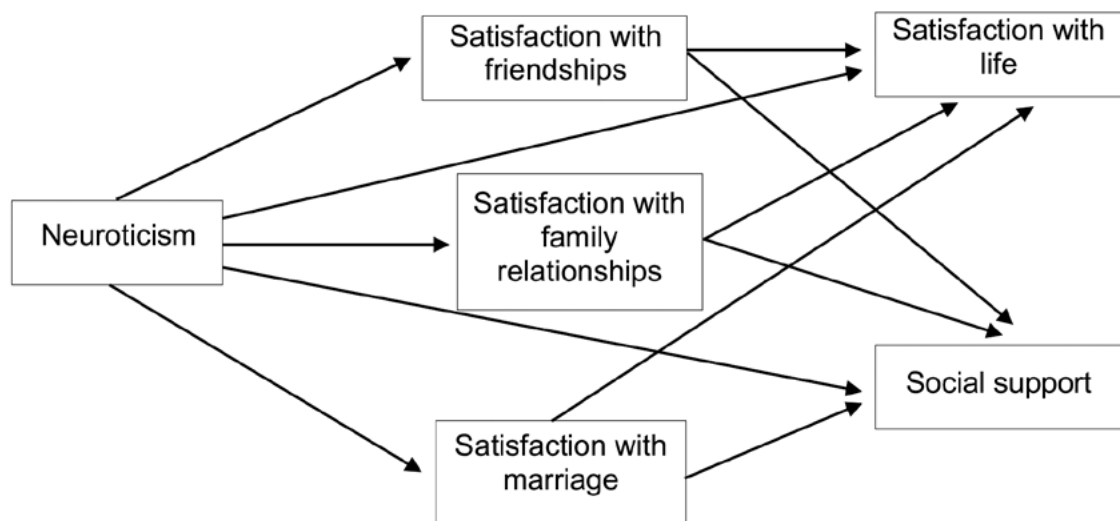 Satisfaction with
friendships
Satisfaction with
life
Neuroticism
Satisfaction with
family
relationships
Social support
Satisfaction with
marriage